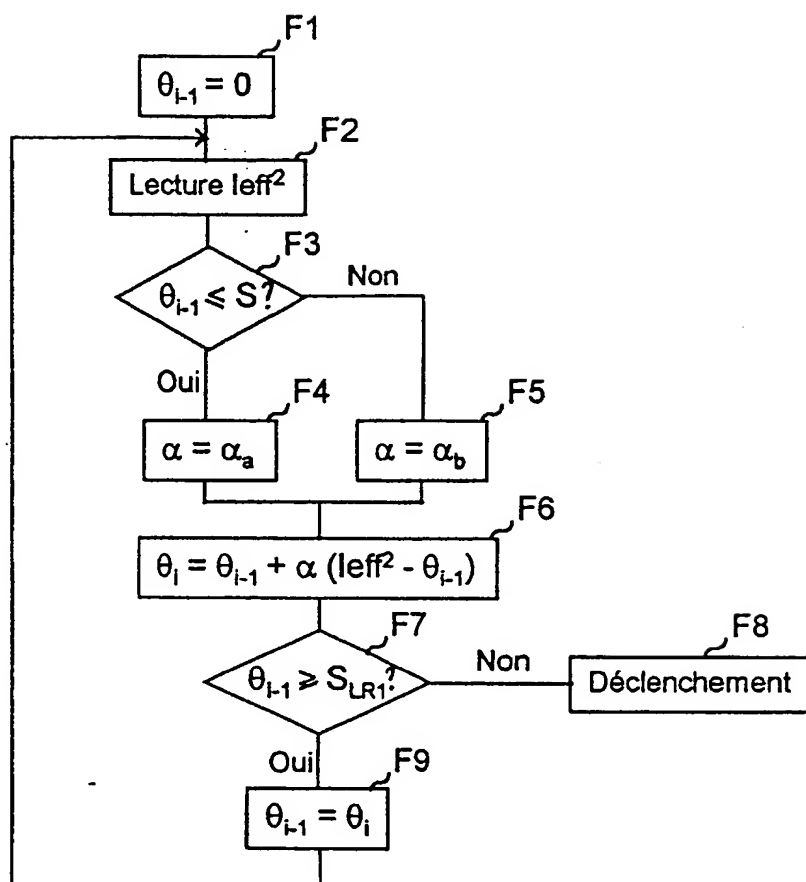 F1
θi-1 = 0
F2
Lecture Ieff²
F3
θi-1 ≤ S?
Non
Oui
F4
α = αa
F5
α = αb
F6
θi = θi-1 + α (Ieff² - θi-1)
F7
θi-1 ≥ SLR1?
Non
F8
Déclenchement
Oui
F9
θi-1 = θi